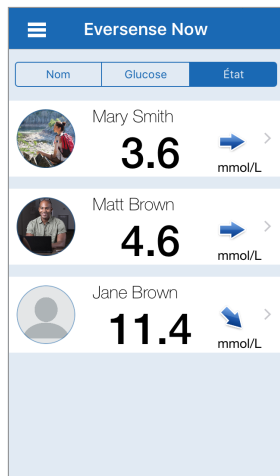 Eversense Now
Nom Glucose État
Mary Smith
3.6
mmol/L
Matt Brown
4.6
mmol/L
Jane Brown
11.4
mmol/L